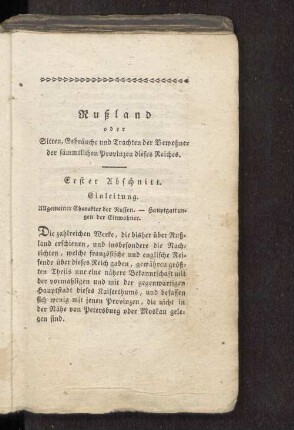 Rußland
oder
Sitten, Gebräuche und Trachten der Bewohner
der sämmtlichen Provinzen dieses Reiches.
Erster Abschnitt.
Einleitung.
Allgemeiner Charakter der Russen. — Hauptgattun-
gen der Einwohner.
Die zahlreichen Werke, die bisher über Ruß-
land erschienen, und insbesondere die Nach-
richten, welche französische und englische Rei-
sende über dieses Reich gaben, gewähren größ-
ten Theils nur eine nähere Bekanntschaft mit
der vormahligen und mit der gegenwärtigen
Hauptstadt dieses Kaiserthums, und befassen
sich wenig mit jenen Provinzen, die nicht in
der Nähe von Petersburg oder Moskau gele-
gen sind.